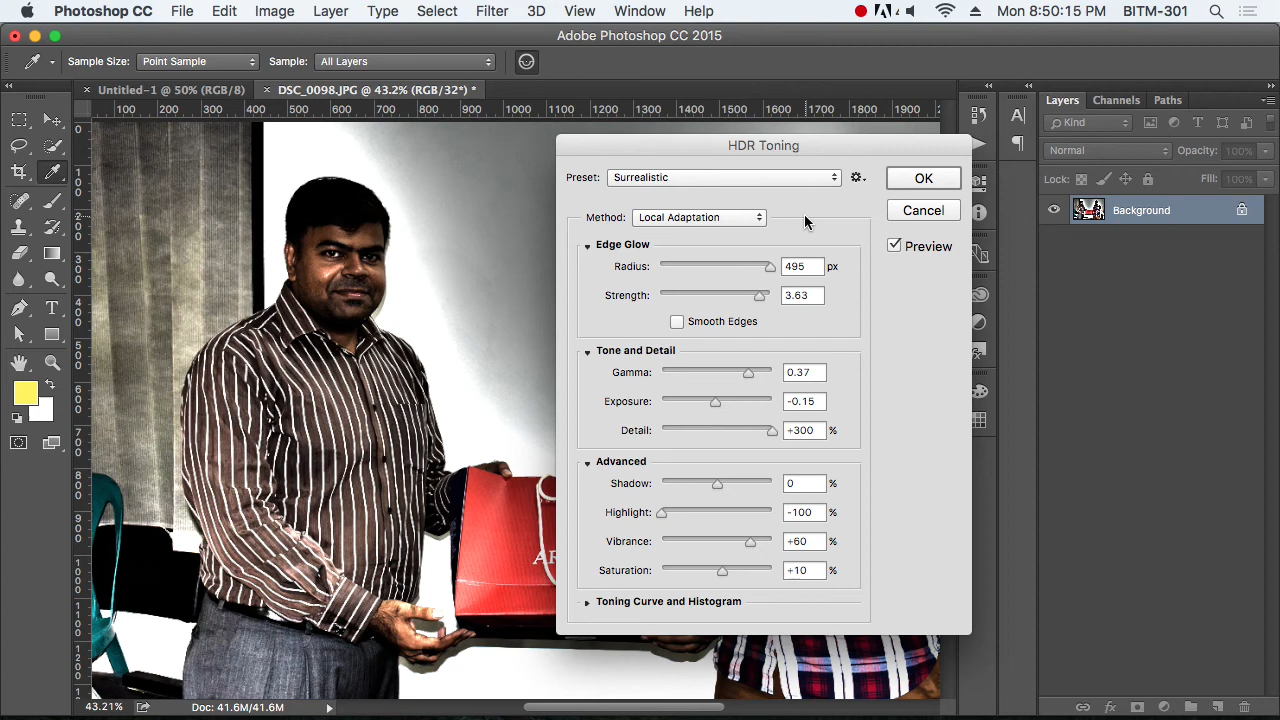 Photoshop CC File Edit Image Layer Type Select Filter 3D View Window Help Mon 8:50:15 PM BITM-301
Adobe Photoshop CC 2015
Sample Size: Point Sample Sample: All Layers
Untitled-1 @ 50% (RGB/8) DSC_0098.JPG @ 43.2% (RGB/32*) *
Layers Channels Paths
100 200 300 400 500 600 700 800 900 1000 1100 1200 1300 1400 1500 1600 1700 1800 1900
Kind
HDR Toning
Normal Opacity: 100%
Preset: Surrealistic OK
Lock: Fill: 100%
Method: Local Adaptation Cancel
Background
Edge Glow Preview
Radius: 495 px
Strength: 3.63
Smooth Edges
Tone and Detail
Gamma: 0.37
Exposure: -0.15
Detail: +300 %
Advanced
Shadow: 0 %
Highlight: -100 %
Vibrance: +60 %
Saturation: +10 %
Toning Curve and Histogram
43.21% Doc: 41.6M/41.6M